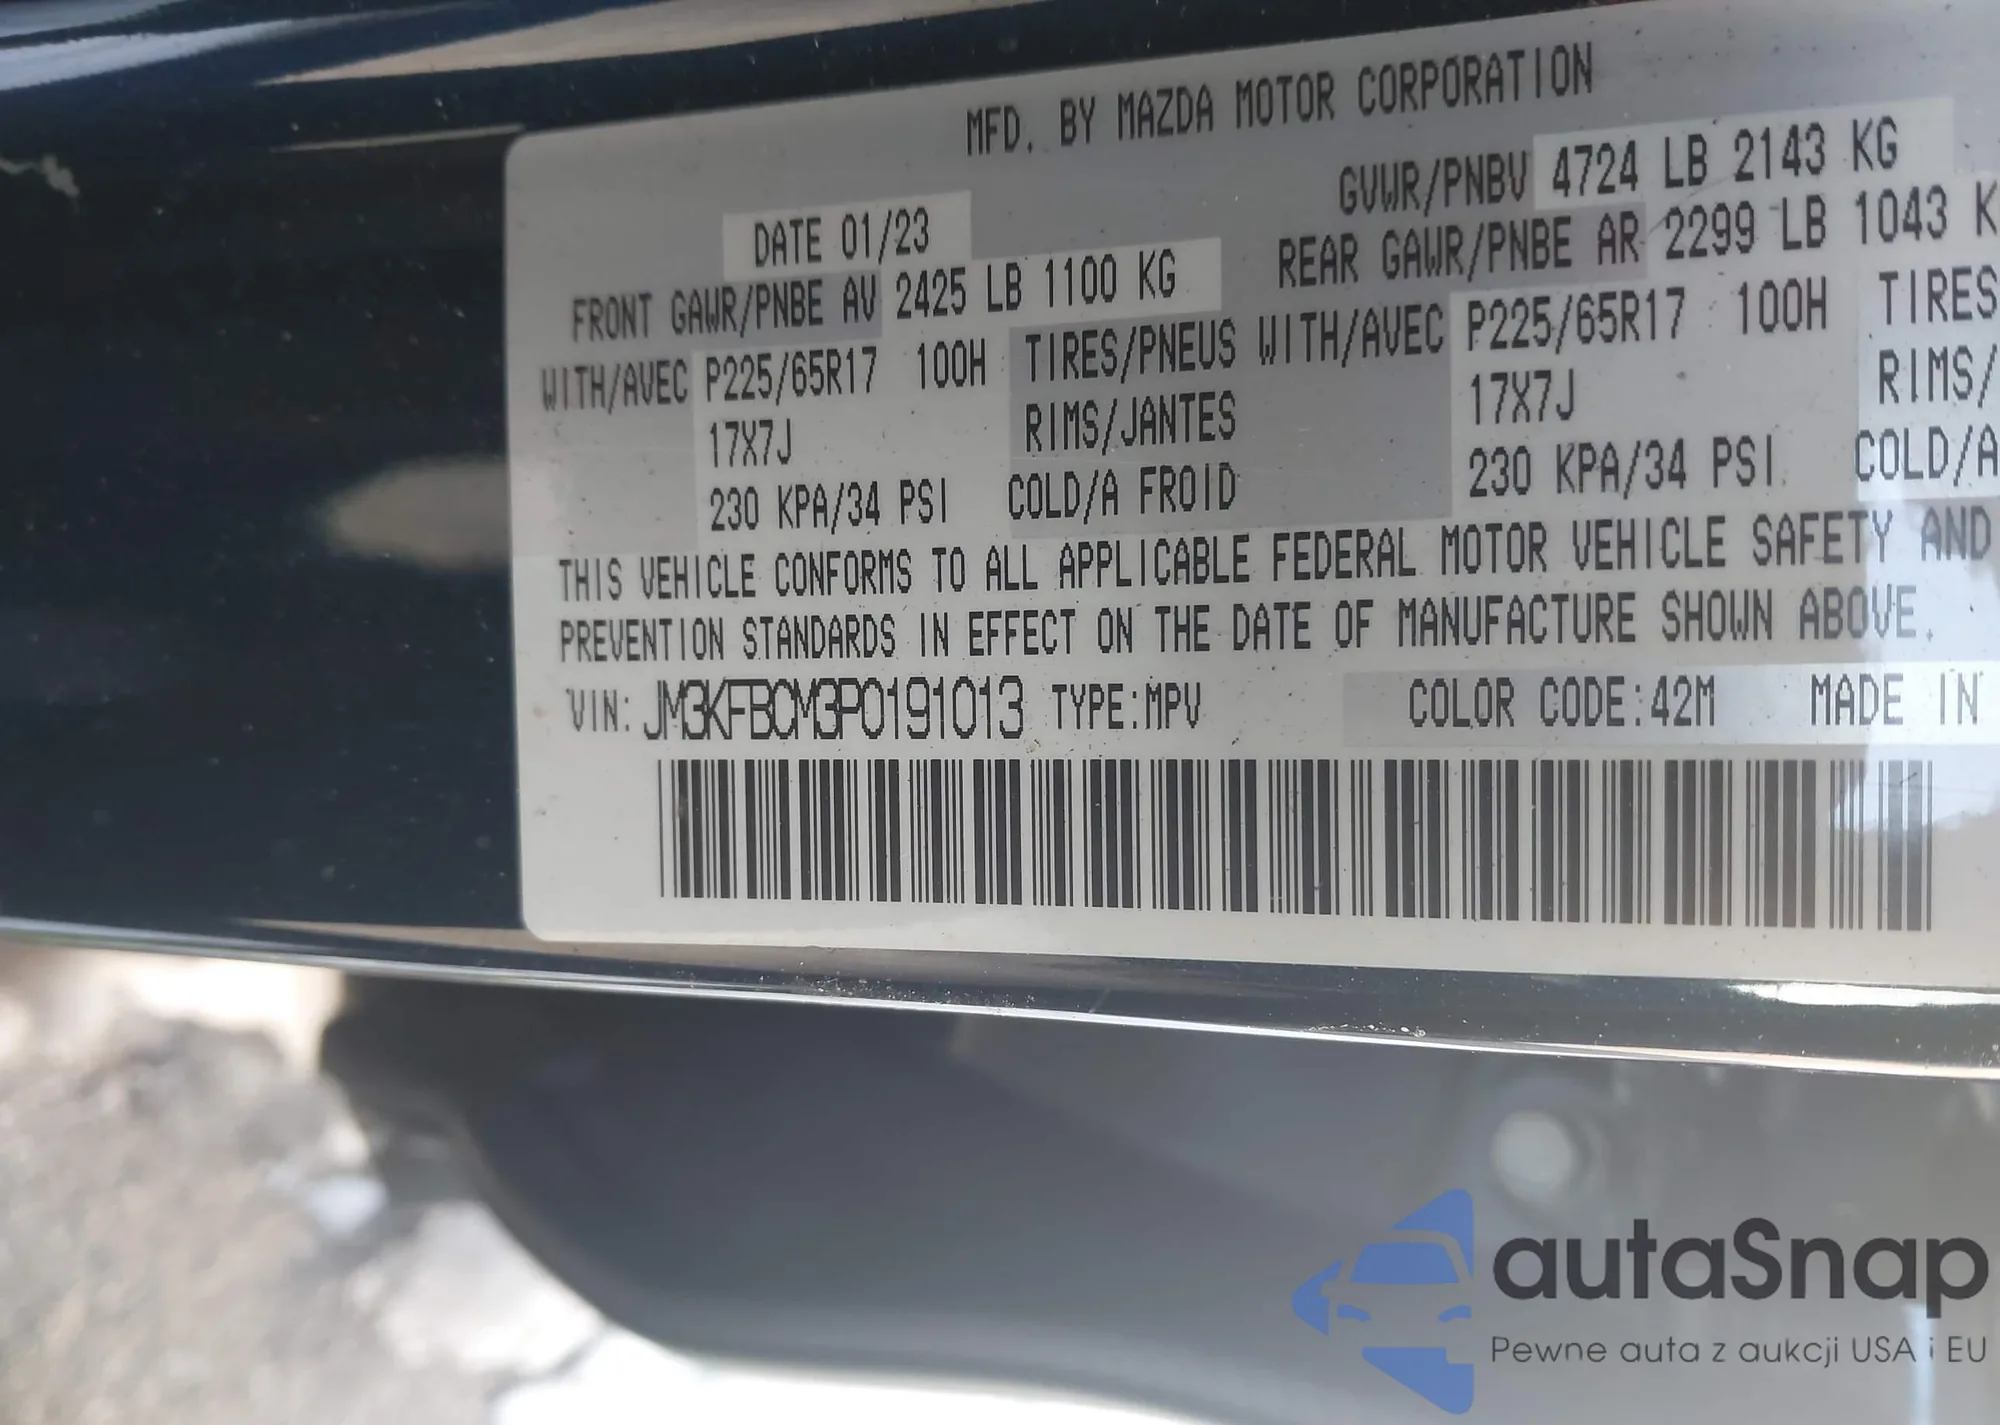 MFD. BY MAZDA MOTOR CORPORATION
DATE 01/23
GVWR/PNBV 4724 LB 2143 KG
FRONT GAWR/PNBE AV 2425 LB 1100 KG
REAR GAWR/PNBE AR 2299 LB 1043 K
WITH/AVEC P225/65R17 100H TIRES/PNEUS WITH/AVEC P225/65R17 100H TIRES
17X7J RIMS/JANTES 17X7J RIMS/
230 KPA/34 PSI COLD/A FROID 230 KPA/34 PSI COLD/A
THIS VEHICLE CONFORMS TO ALL APPLICABLE FEDERAL MOTOR VEHICLE SAFETY AND
PREVENTION STANDARDS IN EFFECT ON THE DATE OF MANUFACTURE SHOWN ABOVE.
VIN: JM3KFBCM3P0191013 TYPE:MPV COLOR CODE:42M MADE IN
autaSnap
Pewne auta z aukcji USA i EU